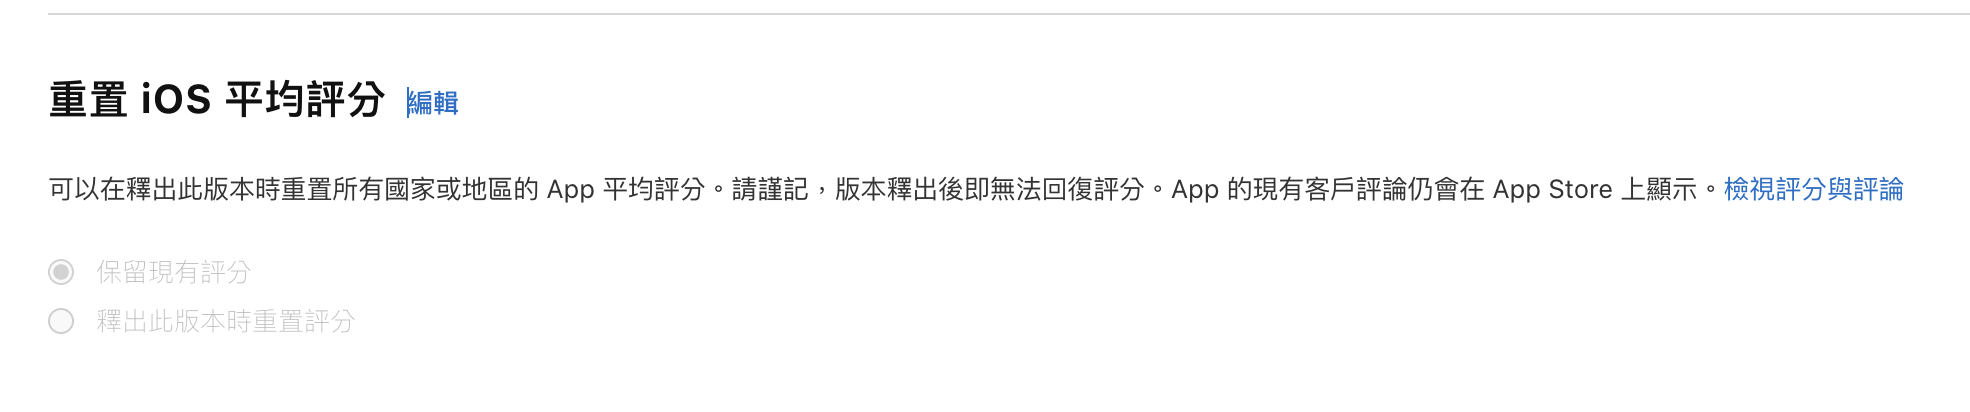 重置 iOS 平均評分 編輯
可以在釋出此版本時重置所有國家或地區的 App 平均評分。請謹記，版本釋出後即無法回復評分。App 的現有客戶評論仍會在 App Store 上顯示。檢視評分與評論
保留現有評分
釋出此版本時重置評分